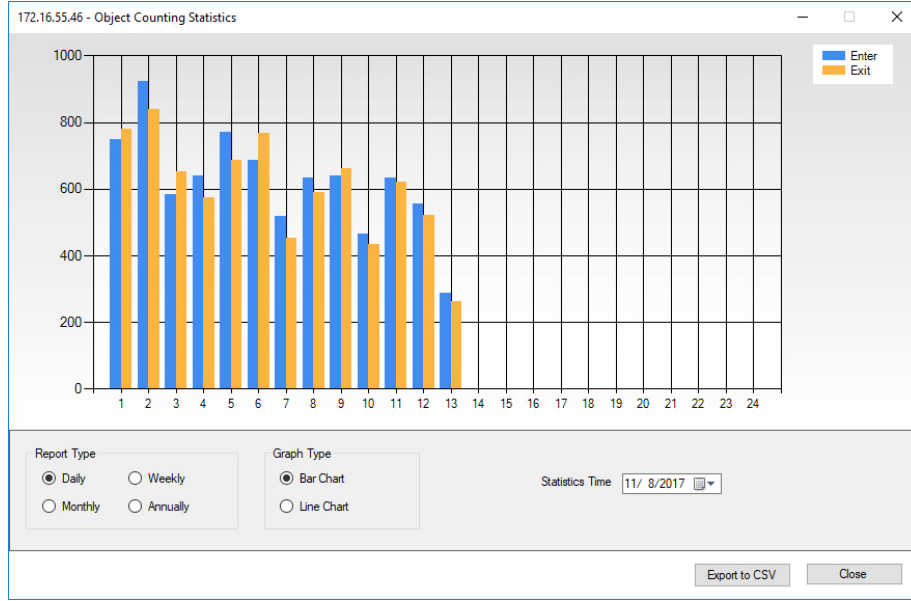 172.16.55.46 - Object Counting Statistics
1000
800
600
400
200
0
1 2 3 4 5 6 7 8 9 10 11 12 13 14 15 16 17 18 19 20 21 22 23 24
Enter
Exit
Report Type
Daily Weekly
Monthly Annually
Graph Type
Bar Chart
Line Chart
Statistics Time 11/ 8/2017
Export to CSV Close